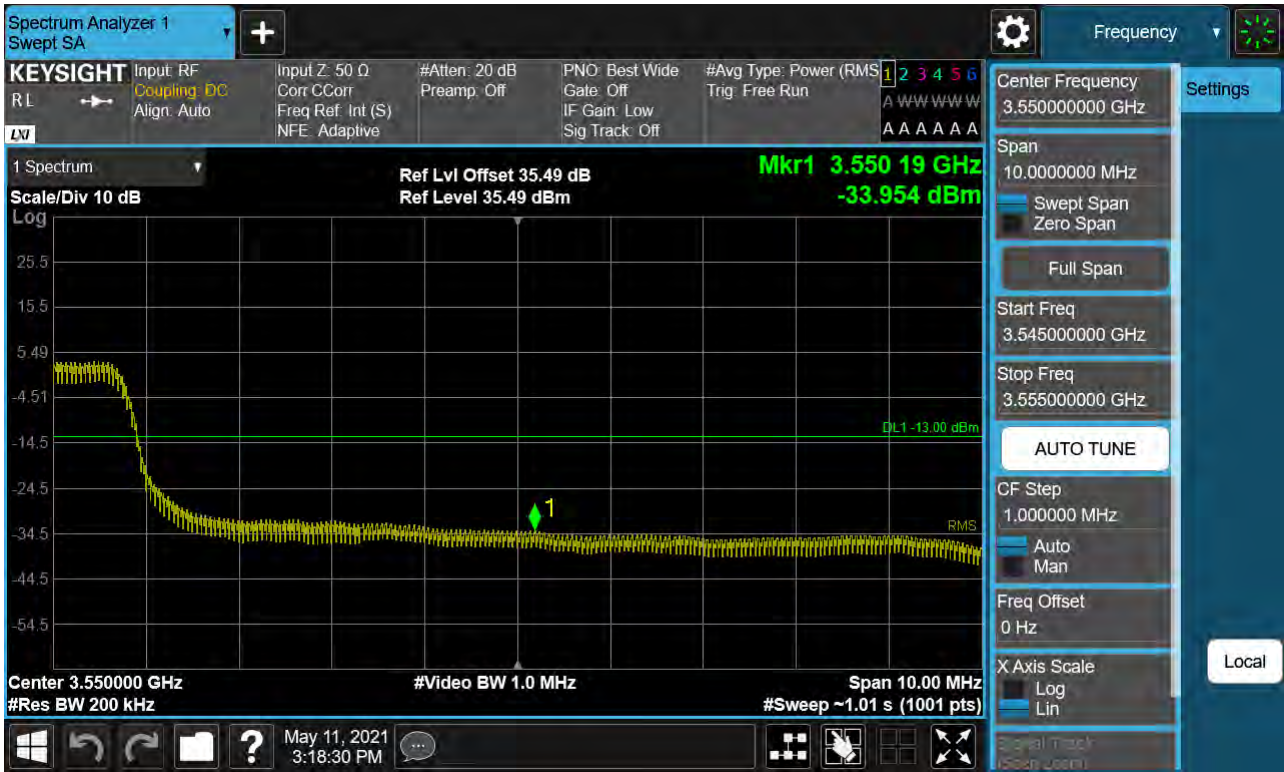 Spectrum Analyzer 1
Swept SA
Frequency
KEYSIGHT
RL
LXI
Input: RF
Coupling: DC
Align: Auto
Input Z: 50 Ω
Corr CCorr
Freq Ref: Int (S)
NFE: Adaptive
#Atten: 20 dB
Preamp: Off
PNO: Best Wide
Gate: Off
IF Gain: Low
Sig Track: Off
#Avg Type: Power (RMS
Trig: Free Run
1 2 3 4 5 6
A W W W W W
A A A A A A
Center Frequency
3.550000000 GHz
Settings
Span
10.0000000 MHz
Swept Span
Zero Span
Full Span
Start Freq
3.545000000 GHz
Stop Freq
3.555000000 GHz
AUTO TUNE
CF Step
1.000000 MHz
Auto
Man
Freq Offset
0 Hz
X Axis Scale
Log
Lin
Signal Track
(Span Zoom)
Local
1 Spectrum
Scale/Div 10 dB
Ref Lvl Offset 35.49 dB
Ref Level 35.49 dBm
Mkr1 3.550 19 GHz
-33.954 dBm
Log
25.5
15.5
5.49
-4.51
-14.5
-24.5
-34.5
-44.5
-54.5
DL1 -13.00 dBm
1
RMS
Center 3.550000 GHz
#Video BW 1.0 MHz
Span 10.00 MHz
#Res BW 200 kHz
#Sweep ~1.01 s (1001 pts)
?
May 11, 2021
3:18:30 PM